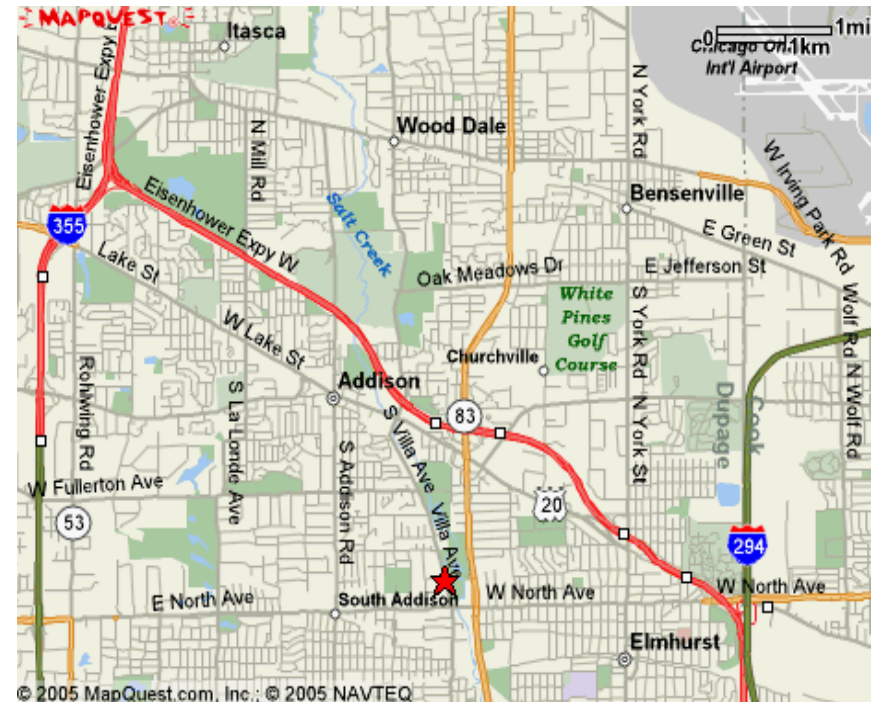 MAPQUEST
Itasca
0
1mi
1km
Chicago OHare
Int'l Airport
Eisenhower Expy
N Mill Rd
Wood Dale
N York Rd
W Irving Park Rd
Eisenhower Expy W
Salt Creek
Bensenville
E Green St
355
Lake St
Oak Meadows Dr
E Jefferson St
White
Pines
Golf
Course
W Lake St
Churchville
S York Rd
N Wolf Rd
N Wolf Rd
Rohlwing Rd
S La Londe Ave
Addison
83
N York St
Dupage
Cook
S Villa Ave
S Addison Rd
Villa Ave
W Fullerton Ave
53
20
294
E North Ave
South Addison
W North Ave
W North Ave
Elmhurst
© 2005 MapQuest.com, Inc.; © 2005 NAVTEQ